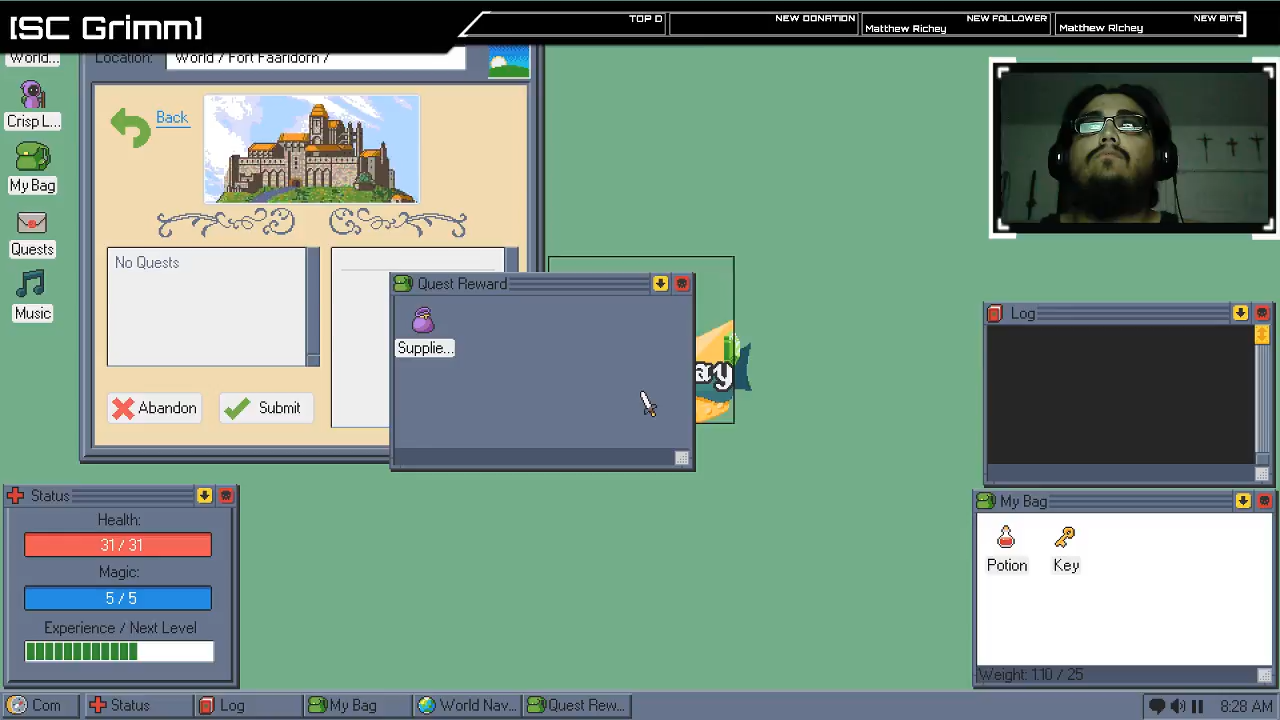 [SC Grimm]
TOP D
NEW DONATION
NEW FOLLOWER
Matthew Richey
NEW BITS
Matthew Richey
World...
Crisp L...
My Bag
Quests
Music
Location:
World / Fort Faaridorn /
Back
No Quests
Abandon
Submit
Quest Reward
Supplie...
ay
Log
My Bag
Potion
Key
Weight: 1.10 / 25
Status
Health:
31 / 31
Magic:
5 / 5
Experience / Next Level
Com
Status
Log
My Bag
World Nav...
Quest Rew...
8:28 AM